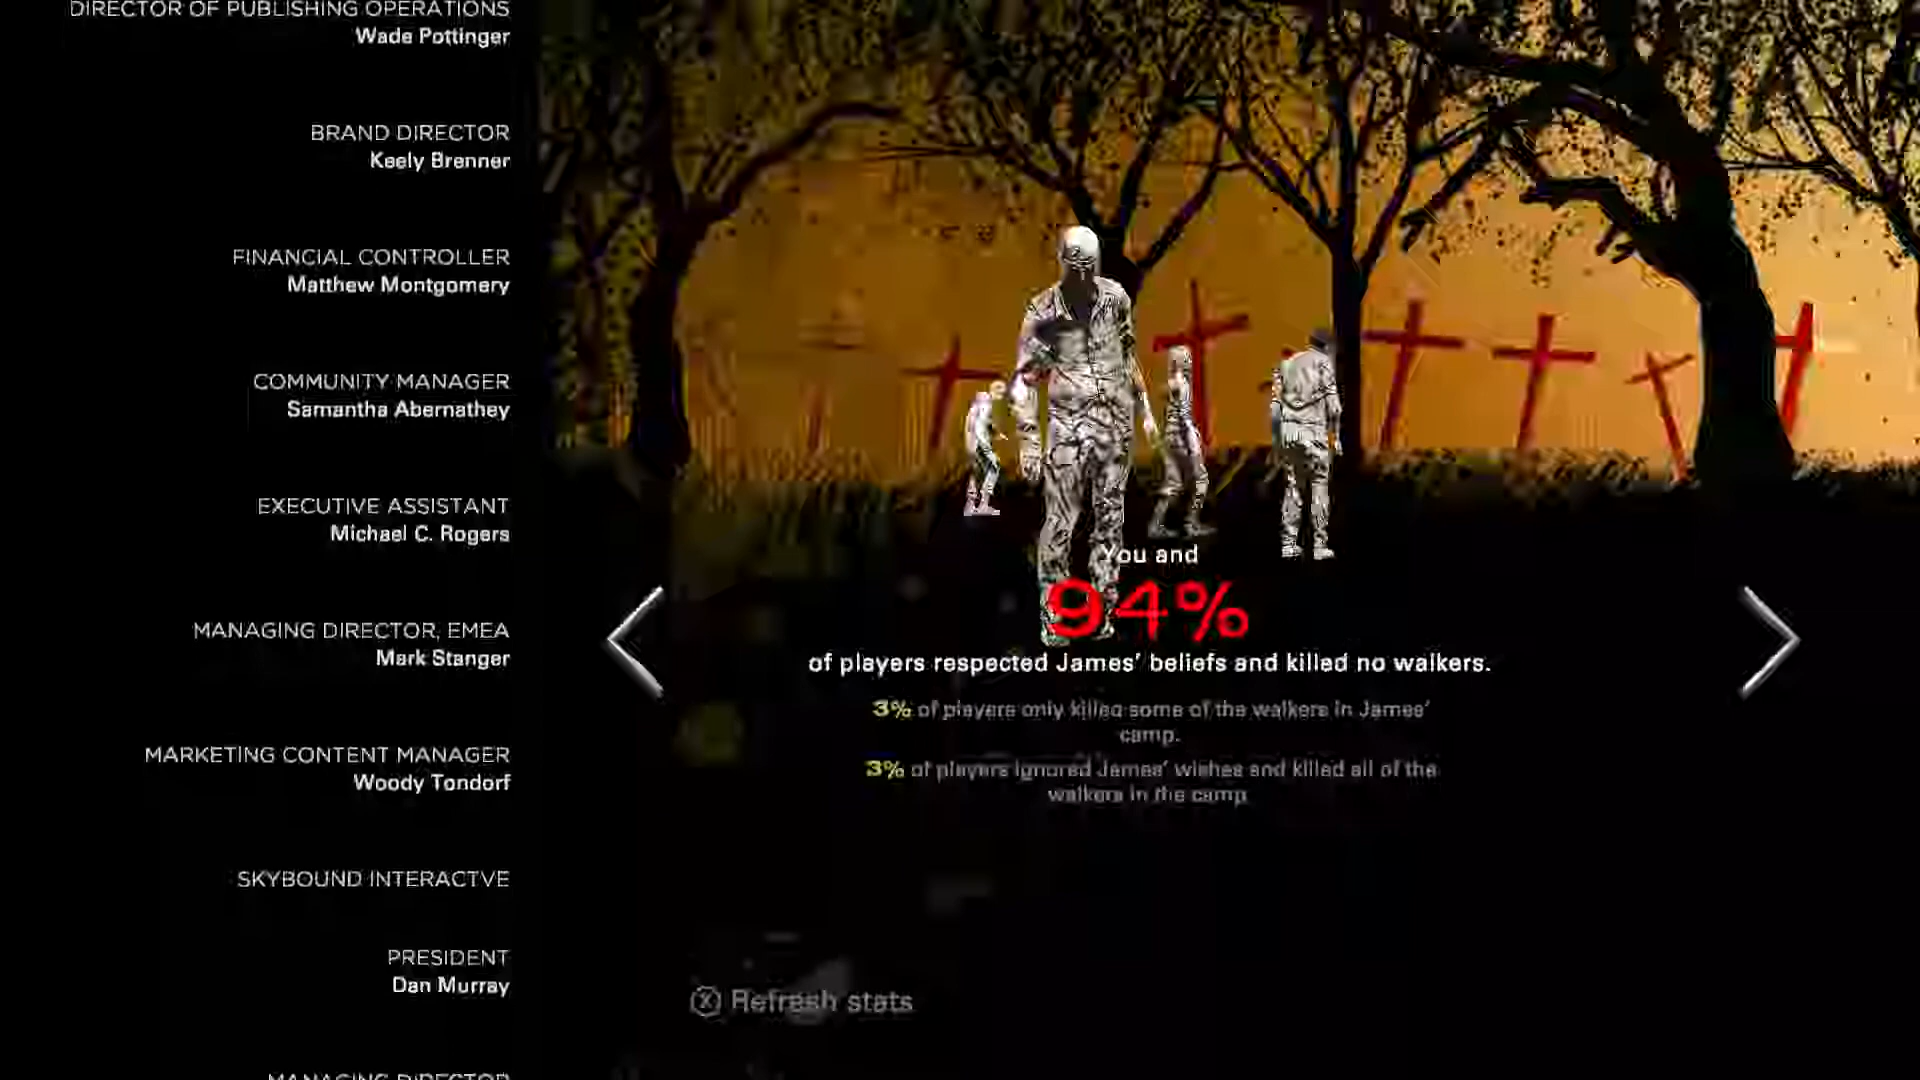 DIRECTOR OF PUBLISHING OPERATIONS
Wade Pottinger
BRAND DIRECTOR
Keely Brenner
FINANCIAL CONTROLLER
Matthew Montgomery
COMMUNITY MANAGER
Samantha Abernathey
EXECUTIVE ASSISTANT
Michael C. Rogers
MANAGING DIRECTOR, EMEA
Mark Stanger
MARKETING CONTENT MANAGER
Woody Tondorf
SKYBOUND INTERACTVE
PRESIDENT
Dan Murray
MANAGING DIRECTOR
You and
94%
of players respected James' beliefs and killed no walkers.
3% of players only killed some of the walkers in James'
camp.
3% of players ignored James' wishes and killed all of the
walkers in the camp.
X Refresh stats